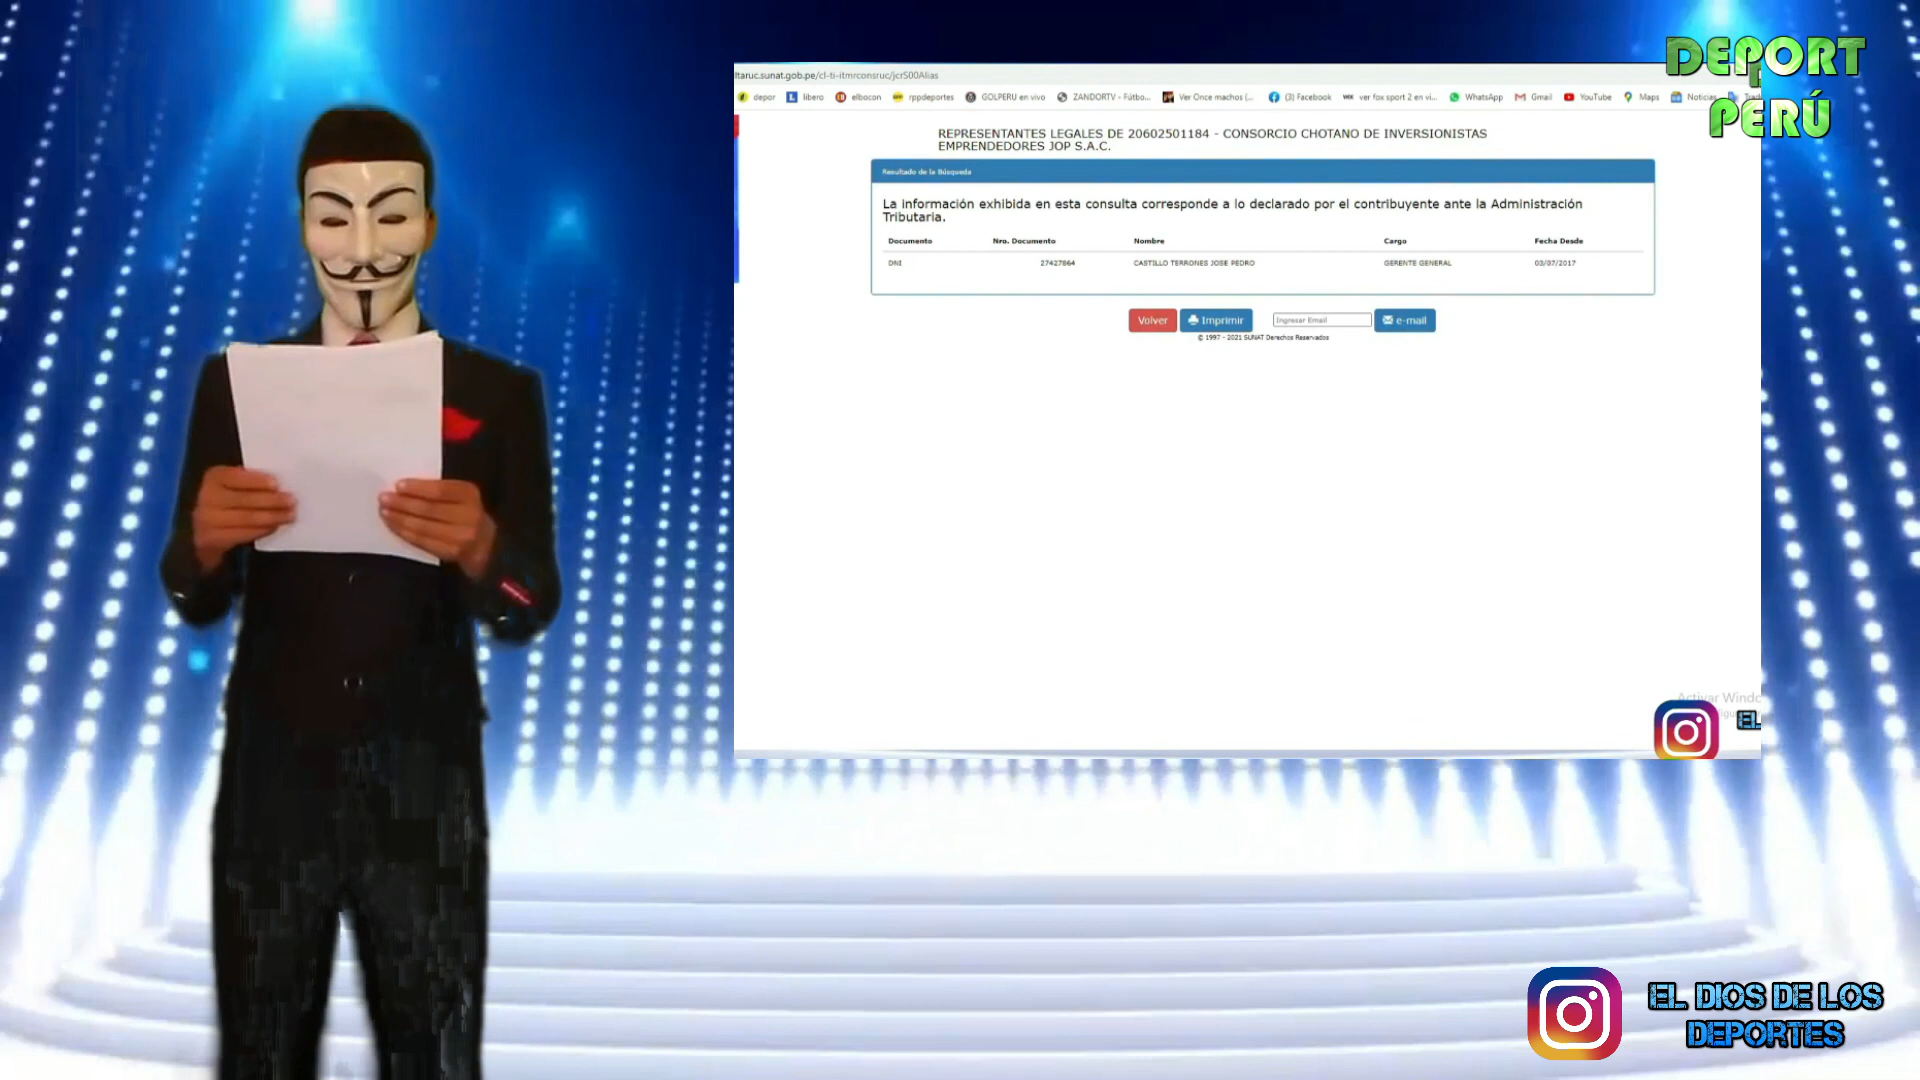 DEPORT
PERÚ
ltaruc.sunat.gob.pe/cl-ti-itmrconsruc/jcrS00Alias
depor libero elbocon rppdeportes GOLPERU en vivo ZANDORTV - Fútbo... Ver Once machos (... (3) Facebook ver fox sport 2 en vi... WhatsApp Gmail YouTube Maps Noticias
REPRESENTANTES LEGALES DE 20602501184 - CONSORCIO CHOTANO DE INVERSIONISTAS
EMPRENDEDORES JOP S.A.C.
Resultado de la Búsqueda
La información exhibida en esta consulta corresponde a lo declarado por el contribuyente ante la Administración
Tributaria.
Documento Nro. Documento Nombre Cargo Fecha Desde
DNI 27427864 CASTILLO TERRONES JOSE PEDRO GERENTE GENERAL 03/07/2017
Volver Imprimir Ingresar Email e-mail
© 1997 - 2021 SUNAT Derechos Reservados
Activar Windo
EL
EL DIOS DE LOS
DEPORTES